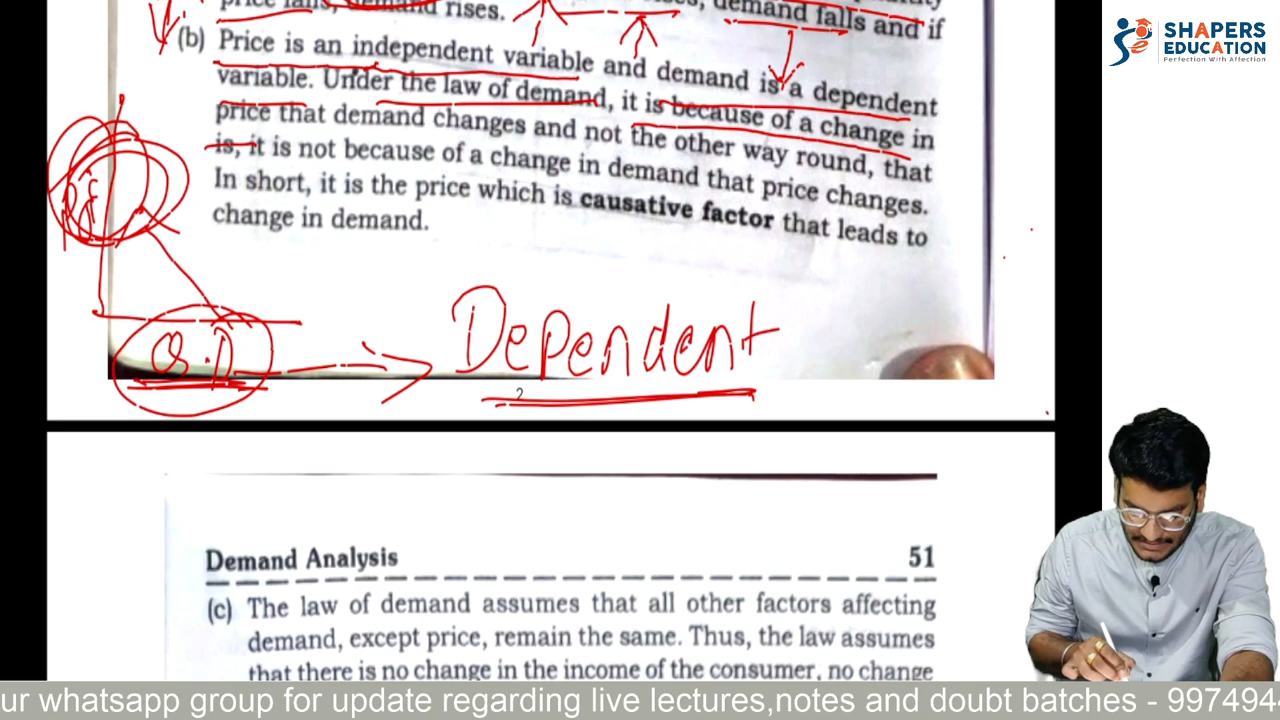 price falls, demand rises.
demand falls and if
(b) Price is an independent variable and demand is a dependent
variable. Under the law of demand, it is because of a change in
price that demand changes and not the other way round, that
is, it is not because of a change in demand that price changes.
In short, it is the price which is causative factor that leads to
change in demand.
Q.D
Dependent
Demand Analysis 51
(c) The law of demand assumes that all other factors affecting
demand, except price, remain the same. Thus, the law assumes
that there is no change in the income of the consumer, no change
SHAPERS
EDUCATION
Perfection With Affection
ur whatsapp group for update regarding live lectures,notes and doubt batches - 997494